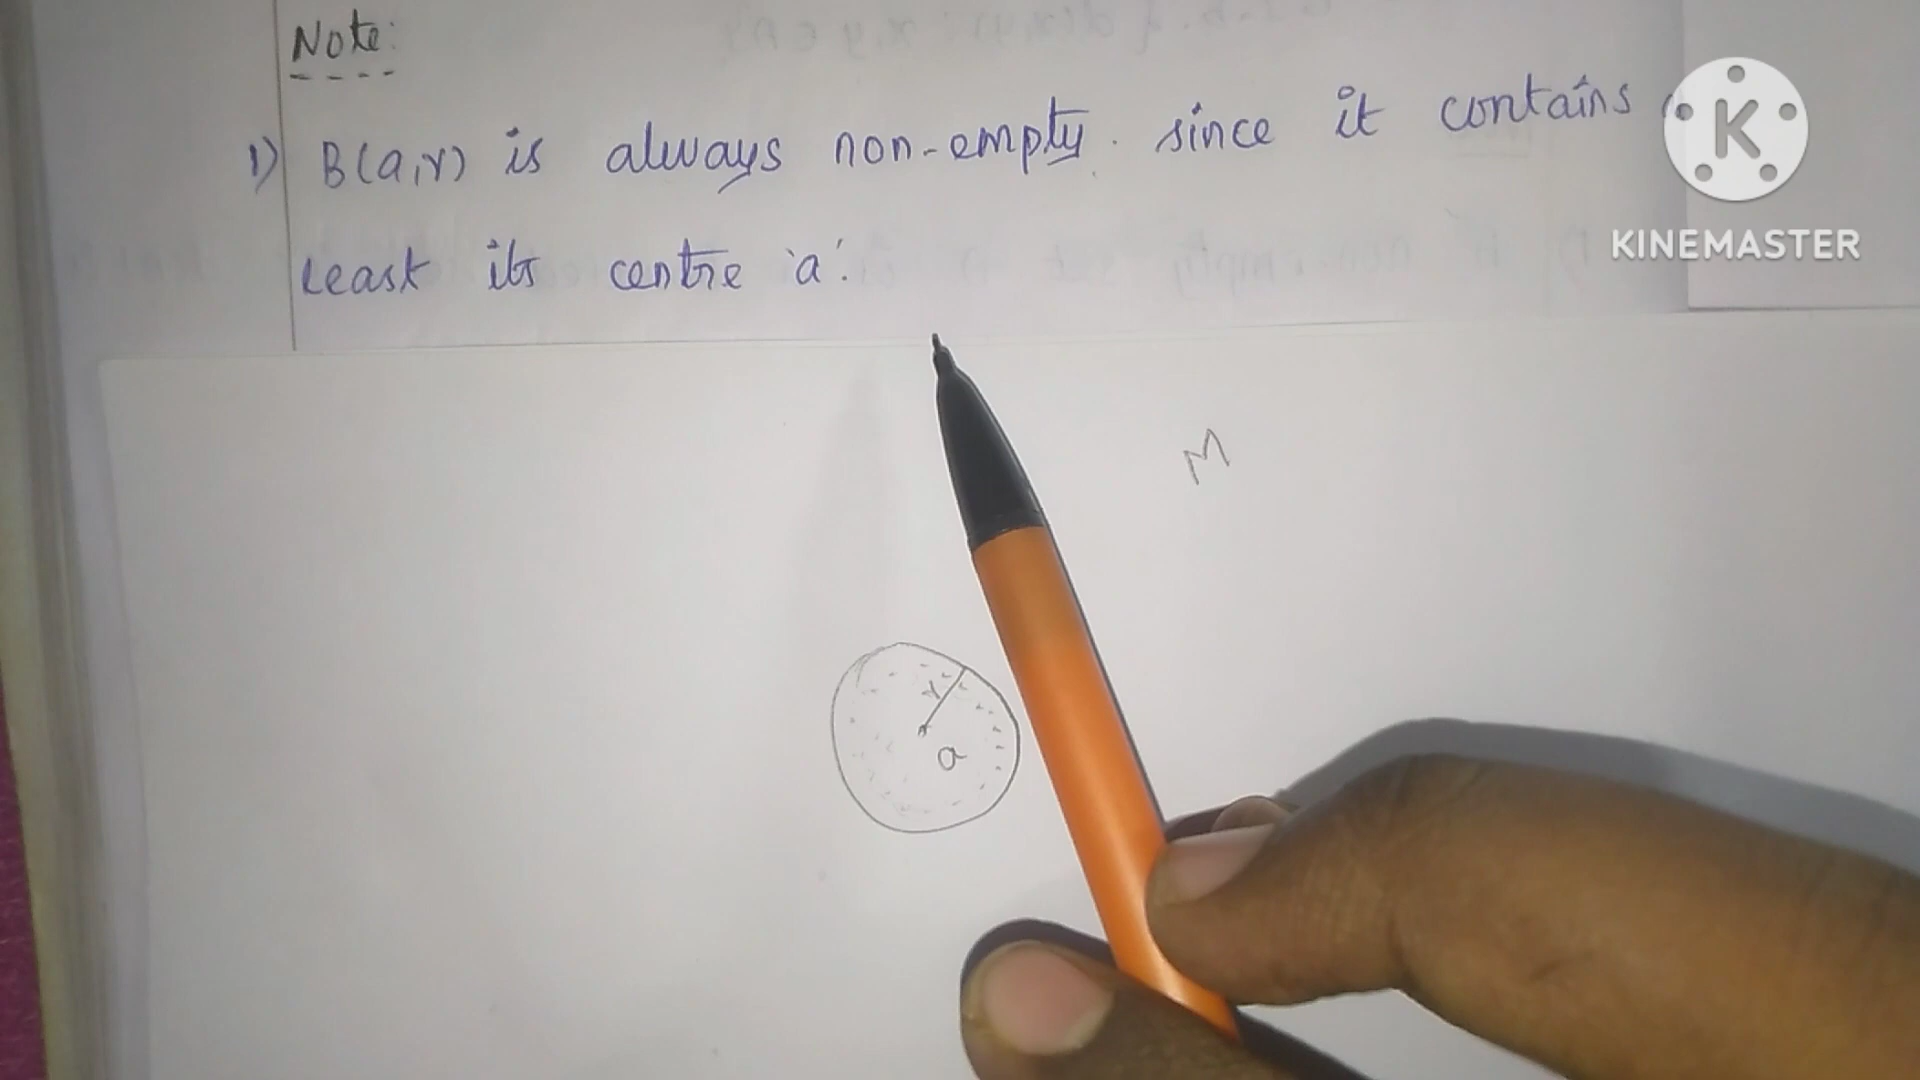 Note:
1) B(a,r) is always non-empty. since it contains
least its centre 'a'.
K
KINEMASTER
M
r
a